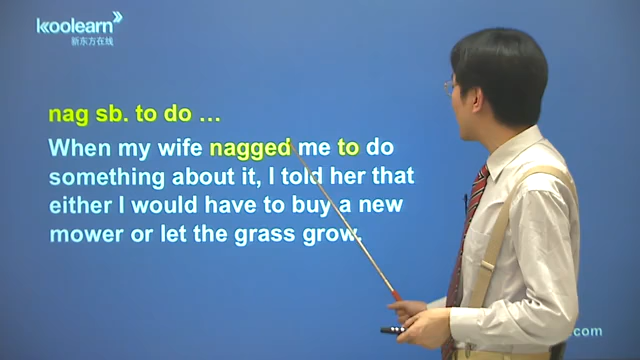 koolearn
新东方在线
nag sb. to do …
When my wife nagged me to do
something about it, I told her that
either I would have to buy a new
mower or let the grass grow.
.com